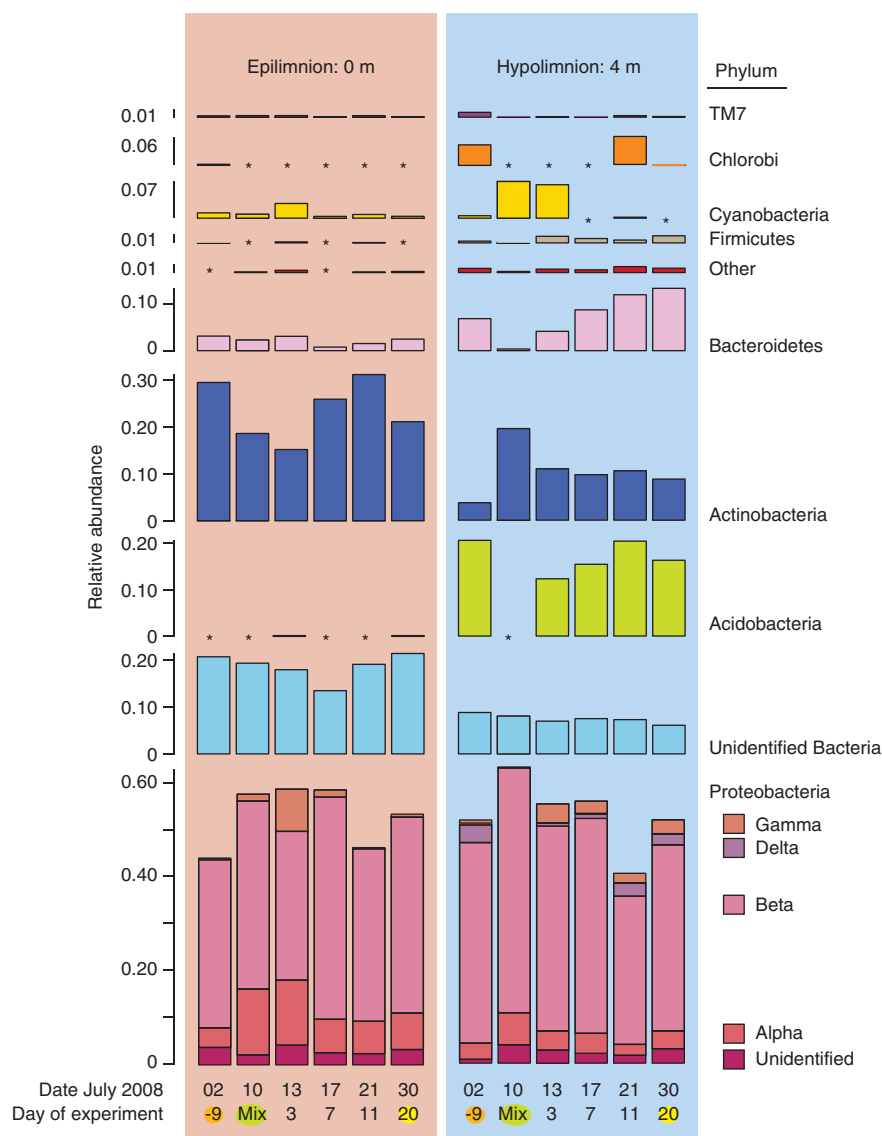 Epilimnion: 0 m
Hypolimnion: 4 m
Phylum
0.01
TM7
0.06
* * * * *
* * *
Chlorobi
0.07
* *
Cyanobacteria
0.01
* * *
Firmicutes
0.01
* *
Other
0.10
0
Bacteroidetes
0.30
0.20
0.10
0
Actinobacteria
Relative abundance
0.20
0.10
0
* * * *
*
Acidobacteria
0.20
0.10
0
Unidentified Bacteria
0.60
0.40
0.20
0
Proteobacteria
Gamma
Delta
Beta
Alpha
Unidentified
Date July 2008 02 10 13 17 21 30 02 10 13 17 21 30
Day of experiment -9 Mix 3 7 11 20 -9 Mix 3 7 11 20